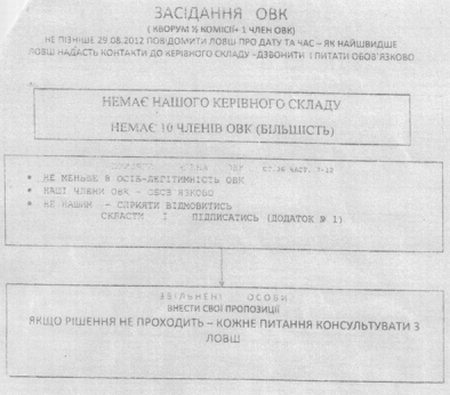 ЗАСІДАННЯ ОВК
( КВОРУМ ½ КОМІСІЇ+ 1 ЧЛЕН ОВК)
НЕ ПІЗНІШЕ 29.08.2012 ПОВІДОМИТИ ЛОВШ ПРО ДАТУ ТА ЧАС – ЯК НАЙШВИДШЕ
ЛОВШ НАДАСТЬ КОНТАКТИ ДО КЕРІВНОГО СКЛАДУ -ДЗВОНИТИ І ПИТАТИ ОБОВ'ЯЗКОВО
НЕМАЄ НАШОГО КЕРІВНОГО СКЛАДУ
НЕМАЄ 10 ЧЛЕНІВ ОВК (БІЛЬШІСТЬ)
ОВК СТ.36 ЧАСТ. 7-12
• НЕ МЕНЬШЕ 8 ОСІБ-ЛЕГІТИМНІСТЬ ОВК
• НАШІ ЧЛЕНИ ОВК – ОБОВ ЯЗКОВО
• НЕ НАШИМ – СПРИЯТИ ВІДМОВИТИСЬ
СКЛАСТИ І ПІДПИСАТИСЬ (ДОДАТОК № 1)
ЗВІЛЬНЕНІ ОСОБИ
ВНЕСТИ СВОЇ ПРОПОЗИЦІЇ
ЯКЩО РІШЕННЯ НЕ ПРОХОДИТЬ – КОЖНЕ ПИТАННЯ КОНСУЛЬТУВАТИ З
ЛОВШ